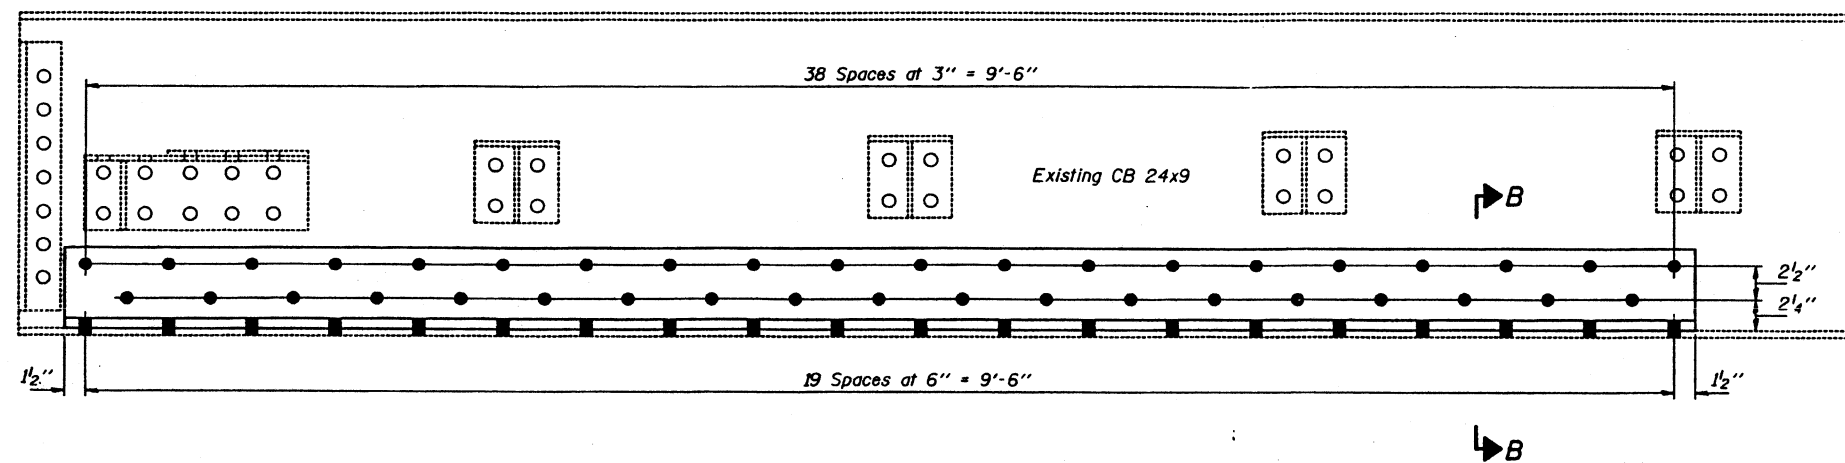 38 Spaces at 3" = 9'-6"
Existing CB 24x9
B
2½"
2¼"
1½"
19 Spaces at 6" = 9'-6"
1½"
B